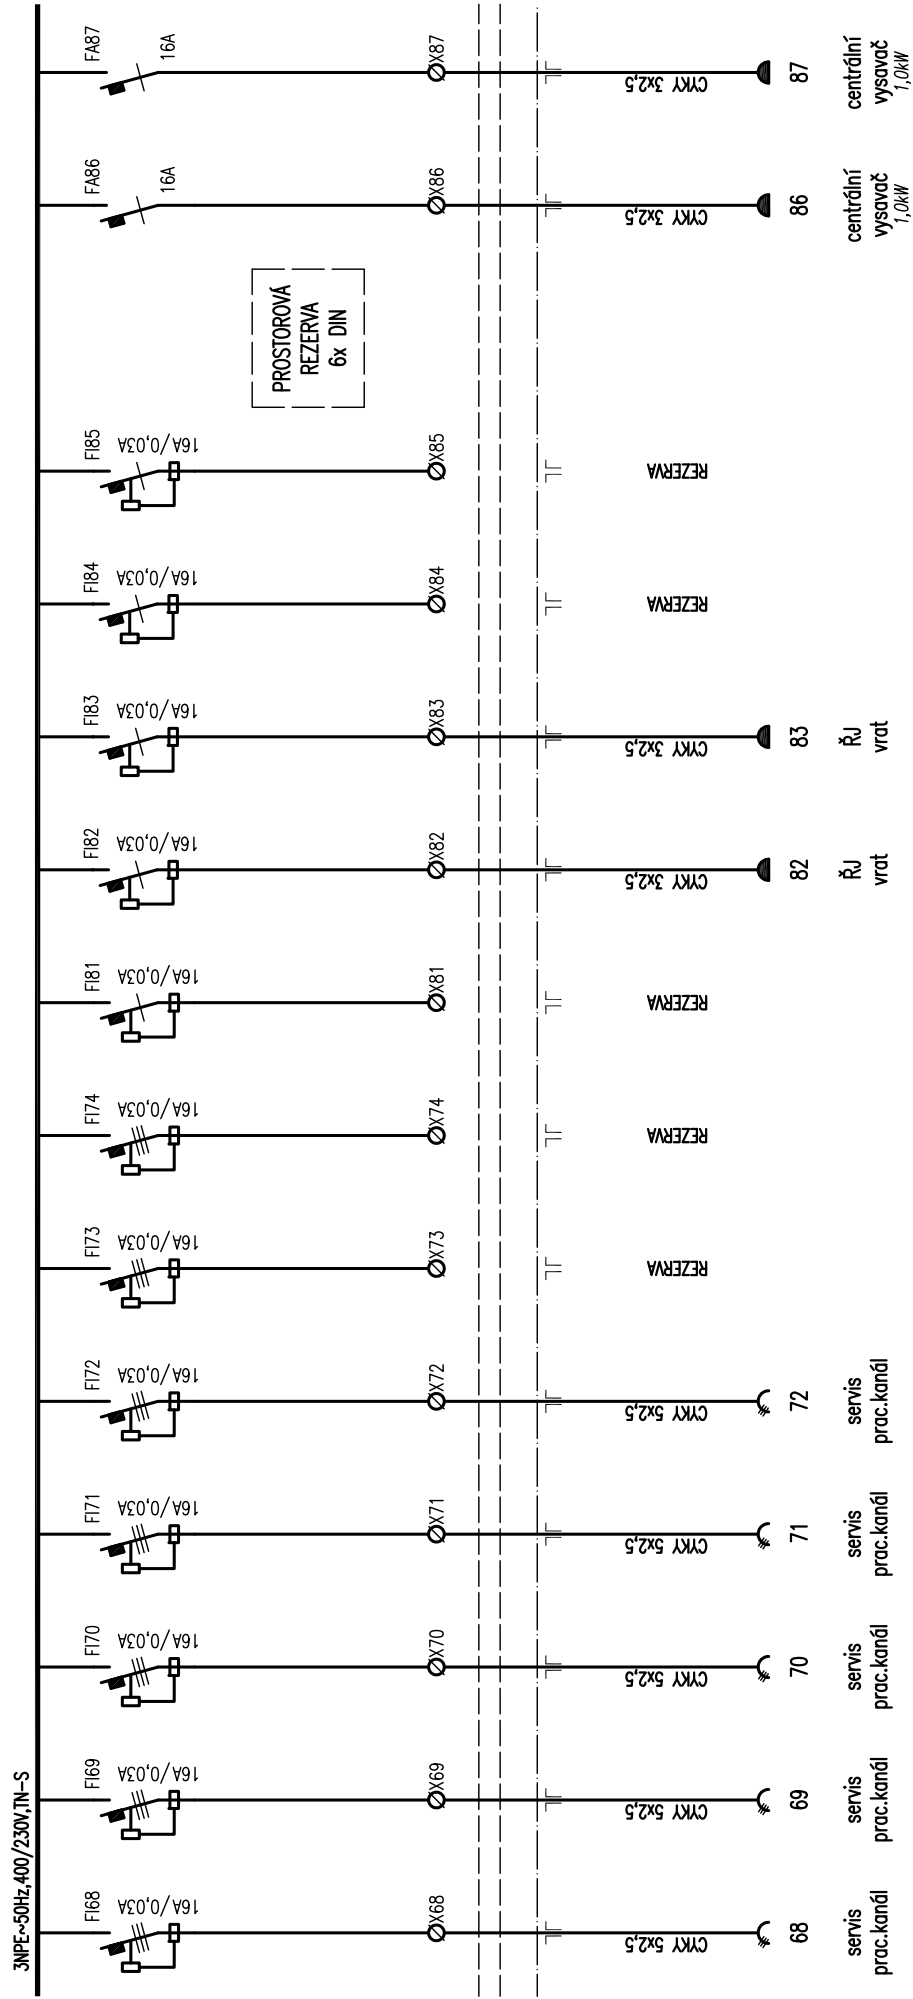 3NPE~50Hz,400/230V,TN-S
FI68
16A/0,03A
X68
CYKY 5x2,5
68
servis
prac.kanál
FI69
16A/0,03A
X69
CYKY 5x2,5
69
servis
prac.kanál
FI70
16A/0,03A
X70
CYKY 5x2,5
70
servis
prac.kanál
FI71
16A/0,03A
X71
CYKY 5x2,5
71
servis
prac.kanál
FI72
16A/0,03A
X72
CYKY 5x2,5
72
servis
prac.kanál
FI73
16A/0,03A
X73
REZERVA
FI74
16A/0,03A
X74
REZERVA
FI81
16A/0,03A
X81
REZERVA
FI82
16A/0,03A
X82
CYKY 3x2,5
82
ŘJ
vrat
FI83
16A/0,03A
X83
CYKY 3x2,5
83
ŘJ
vrat
FI84
16A/0,03A
X84
REZERVA
FI85
16A/0,03A
X85
REZERVA
PROSTOROVÁ
REZERVA
6x DIN
FA86
16A
X86
CYKY 3x2,5
86
centrální
vysavač
1,0kW
FA87
16A
X87
CYKY 3x2,5
87
centrální
vysavač
1,0kW